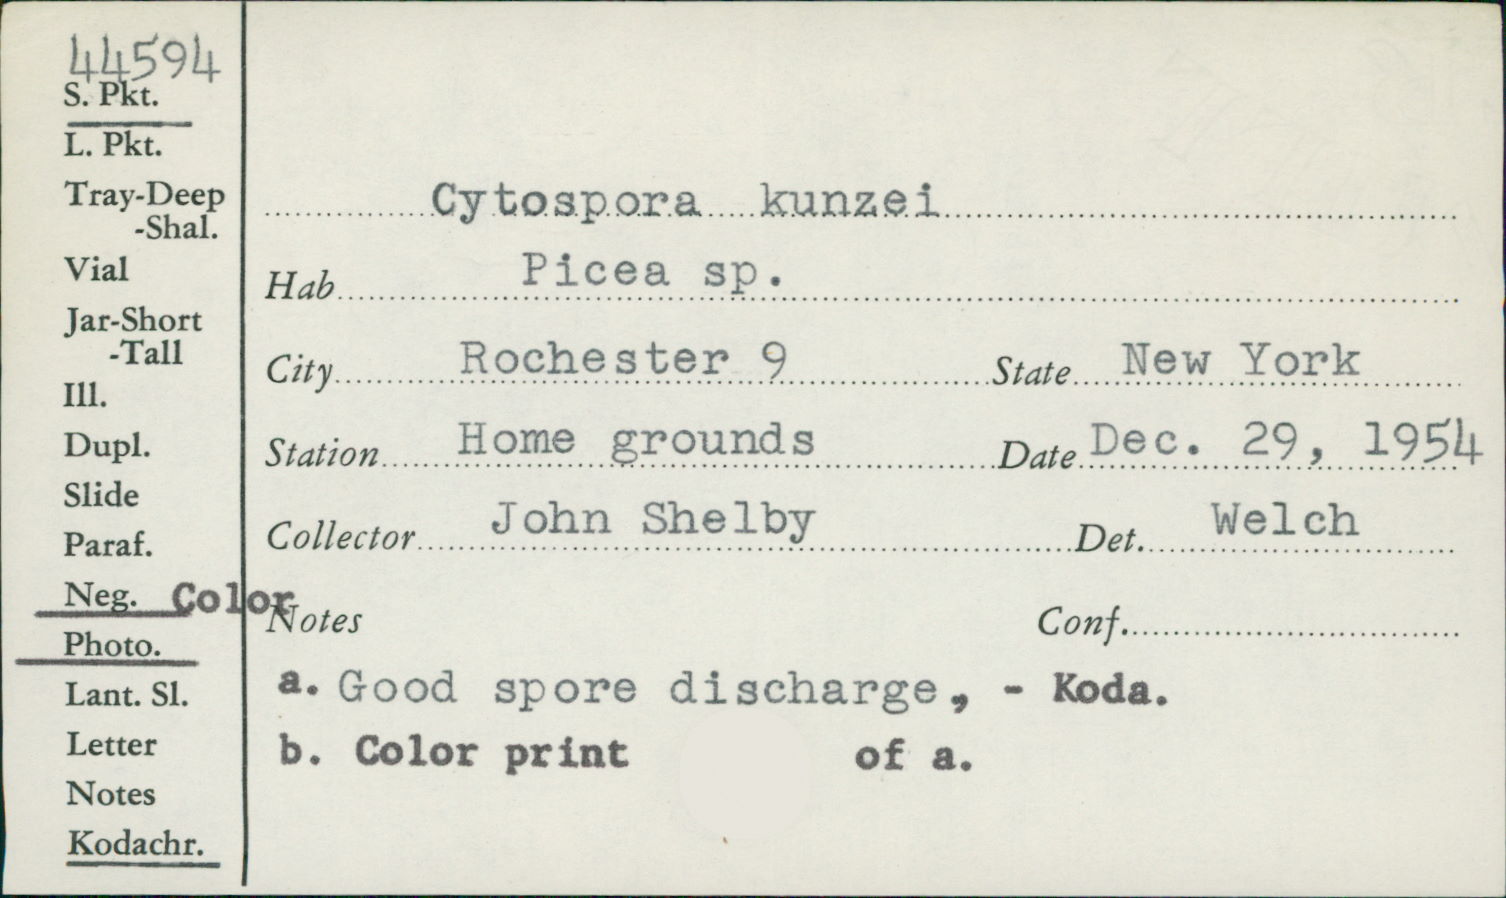 44594
S. Pkt.
L. Pkt.
Tray-Deep
-Shal.
Vial
Jar-Short
-Tall
Ill.
Dupl.
Slide
Paraf.
Neg. Color
Photo.
Lant. Sl.
Letter
Notes
Kodachr.
Cytospora kunzei
Hab Picea sp.
City Rochester 9 State New York
Station Home grounds Date Dec. 29, 1954
Collector John Shelby Det. Welch
Notes Conf.
a. Good spore discharge, - Koda.
b. Color print of a.